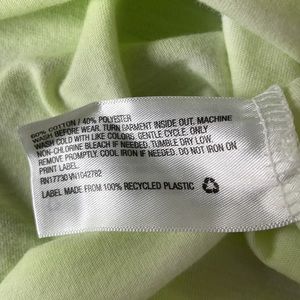 60% COTTON / 40% POLYESTER
WASH BEFORE WEAR. TURN GARMENT INSIDE OUT. MACHINE
WASH COLD WITH LIKE COLORS. GENTLE CYCLE. ONLY
NON-CHLORINE BLEACH IF NEEDED. TUMBLE DRY LOW.
REMOVE PROMPTLY. COOL IRON IF NEEDED. DO NOT IRON ON
PRINT LABEL.
RN17730 VN1042782
LABEL MADE FROM 100% RECYCLED PLASTIC